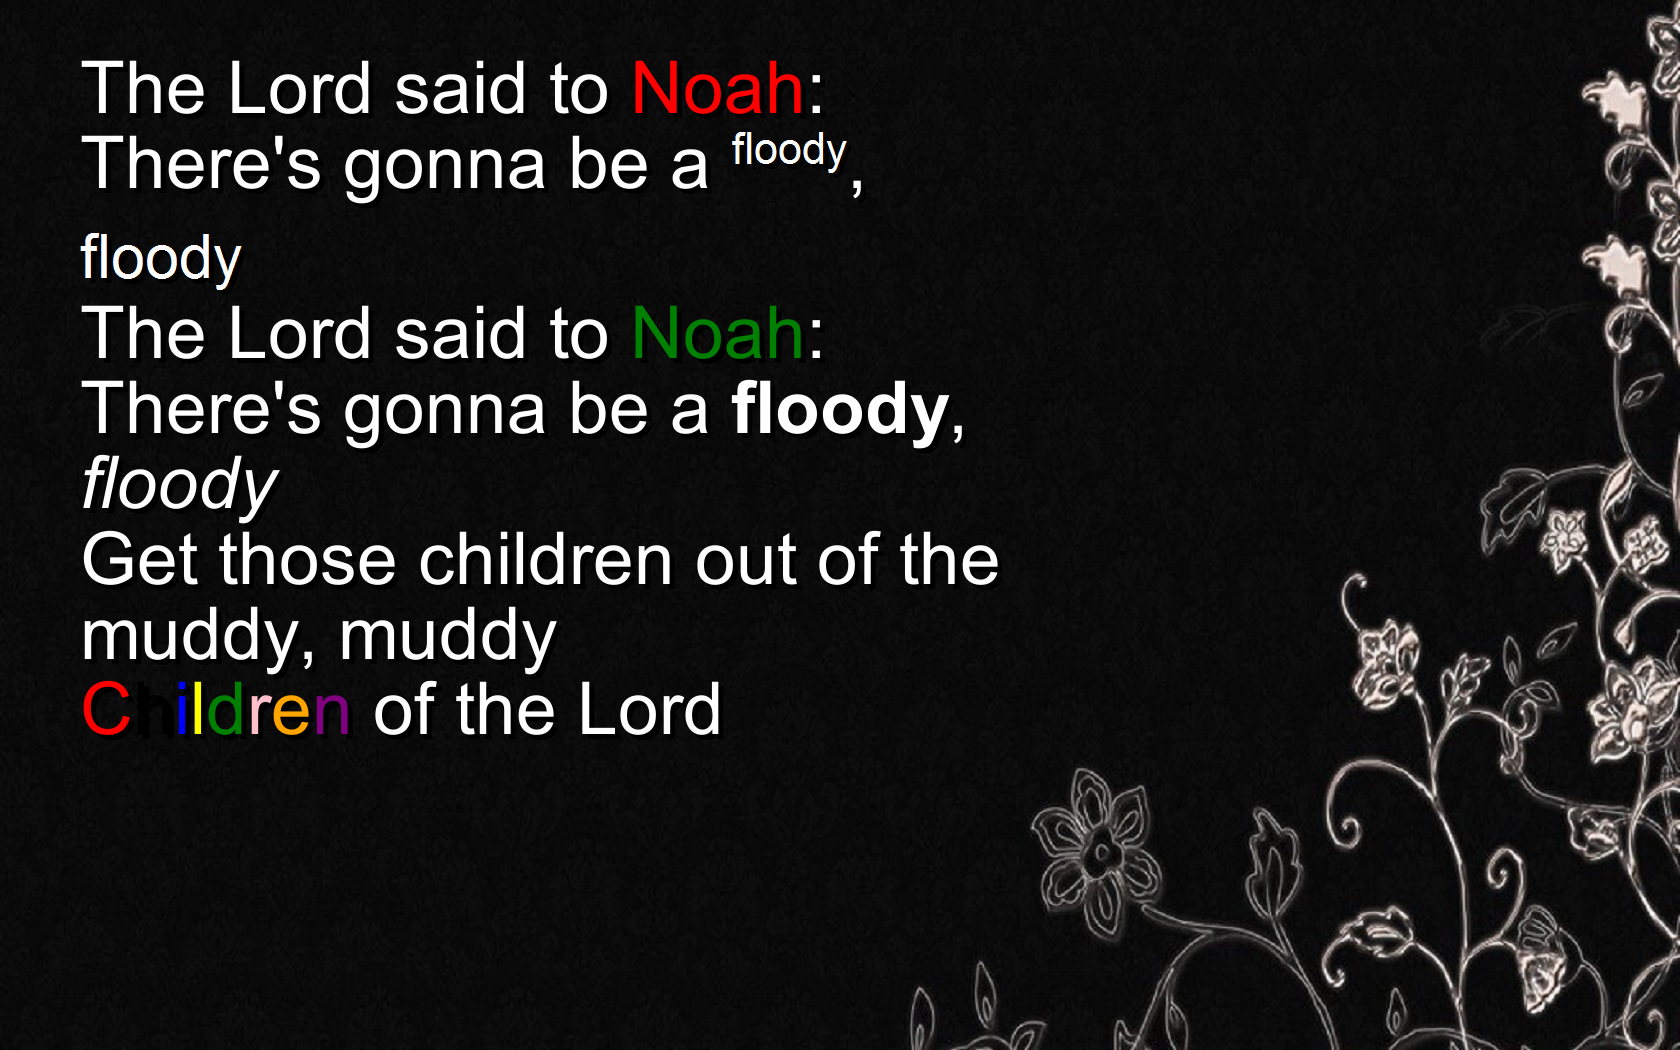 The Lord said to Noah:
There's gonna be a floody,
floody
The Lord said to Noah:
There's gonna be a floody,
floody
Get those children out of the
muddy, muddy
Children of the Lord